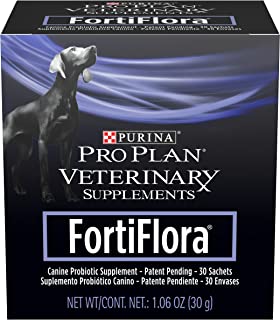 PURINA
PRO PLAN
VETERINARY
SUPPLEMENTS
FortiFlora®
Canine Probiotic Supplement - Patent Pending - 30 Sachets
Suplemento Probiótico Canino - Patente Pendiente - 30 Envases
NET WT/CONT. NET.: 1.06 OZ (30 g)